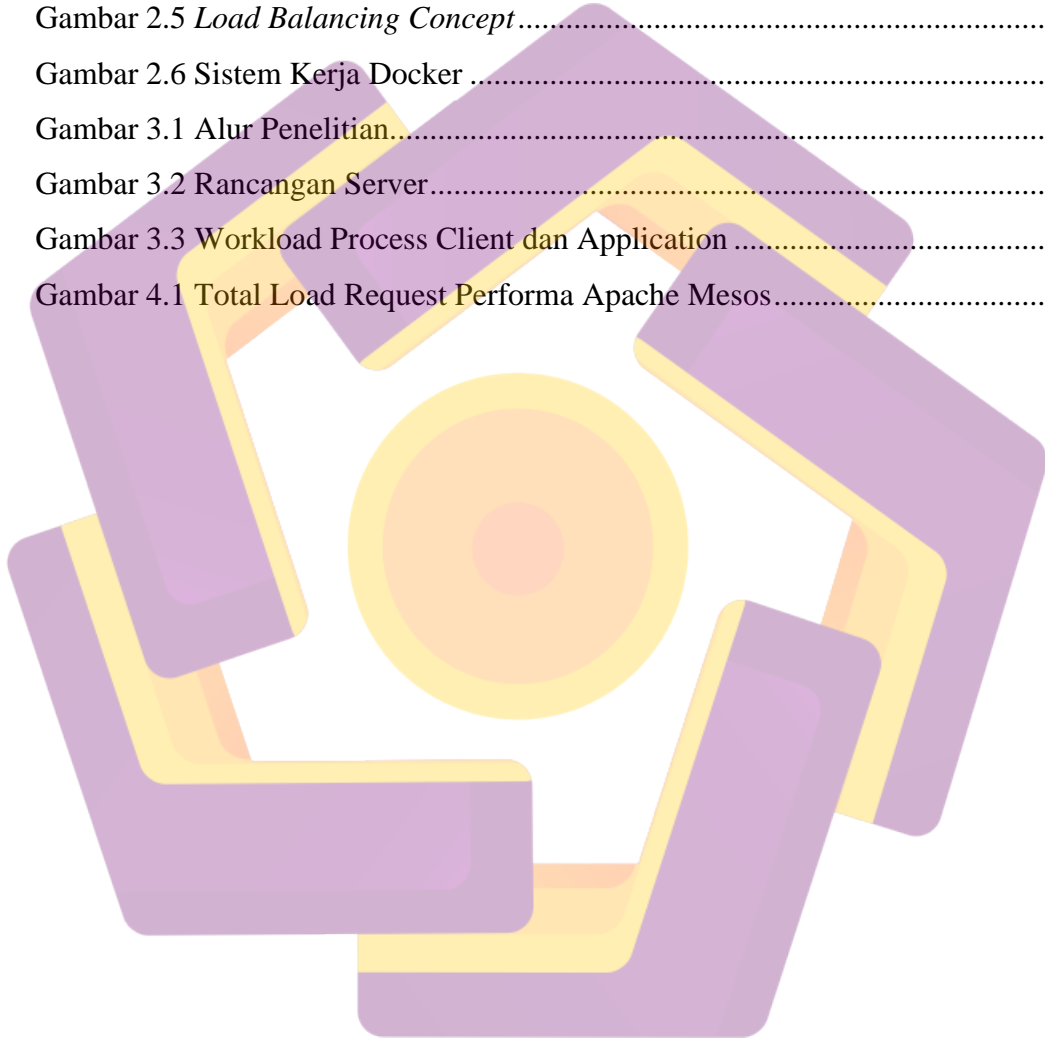 Gambar 2.5 Load Balancing Concept....................................................................
Gambar 2.6 Sistem Kerja Docker ..........................................................................
Gambar 3.1 Alur Penelitian....................................................................................
Gambar 3.2 Rancangan Server...............................................................................
Gambar 3.3 Workload Process Client dan Application ........................................
Gambar 4.1 Total Load Request Performa Apache Mesos...................................